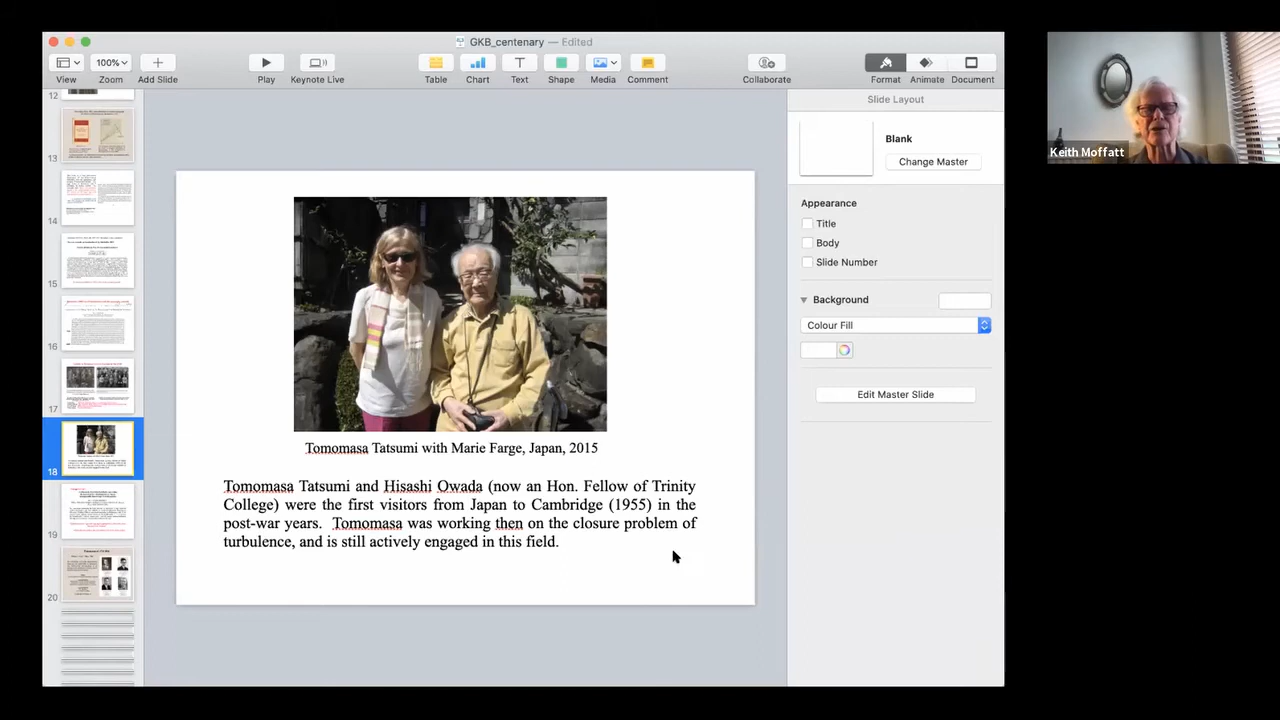 GKB_centenary — Edited
View
100%
Zoom
Add Slide
Play
Keynote Live
Table
Chart
Text
Shape
Media
Comment
Collaborate
Format
Animate
Document
Slide Layout
Blank
Change Master
Appearance
Title
Body
Slide Number
Background
Colour Fill
Edit Master Slide
12
13
14
15
16
17
18
19
20
Tomomasa Tatsumi with Marie Farge, Japan, 2015
Tomomasa Tatsumi and Hisashi Owada (now an Hon. Fellow of Trinity
College) were the first visitors from Japan to Cambridge (1955) in the
post-war years. Tomomasa was working then on the closure problem of
turbulence, and is still actively engaged in this field.
Keith Moffatt